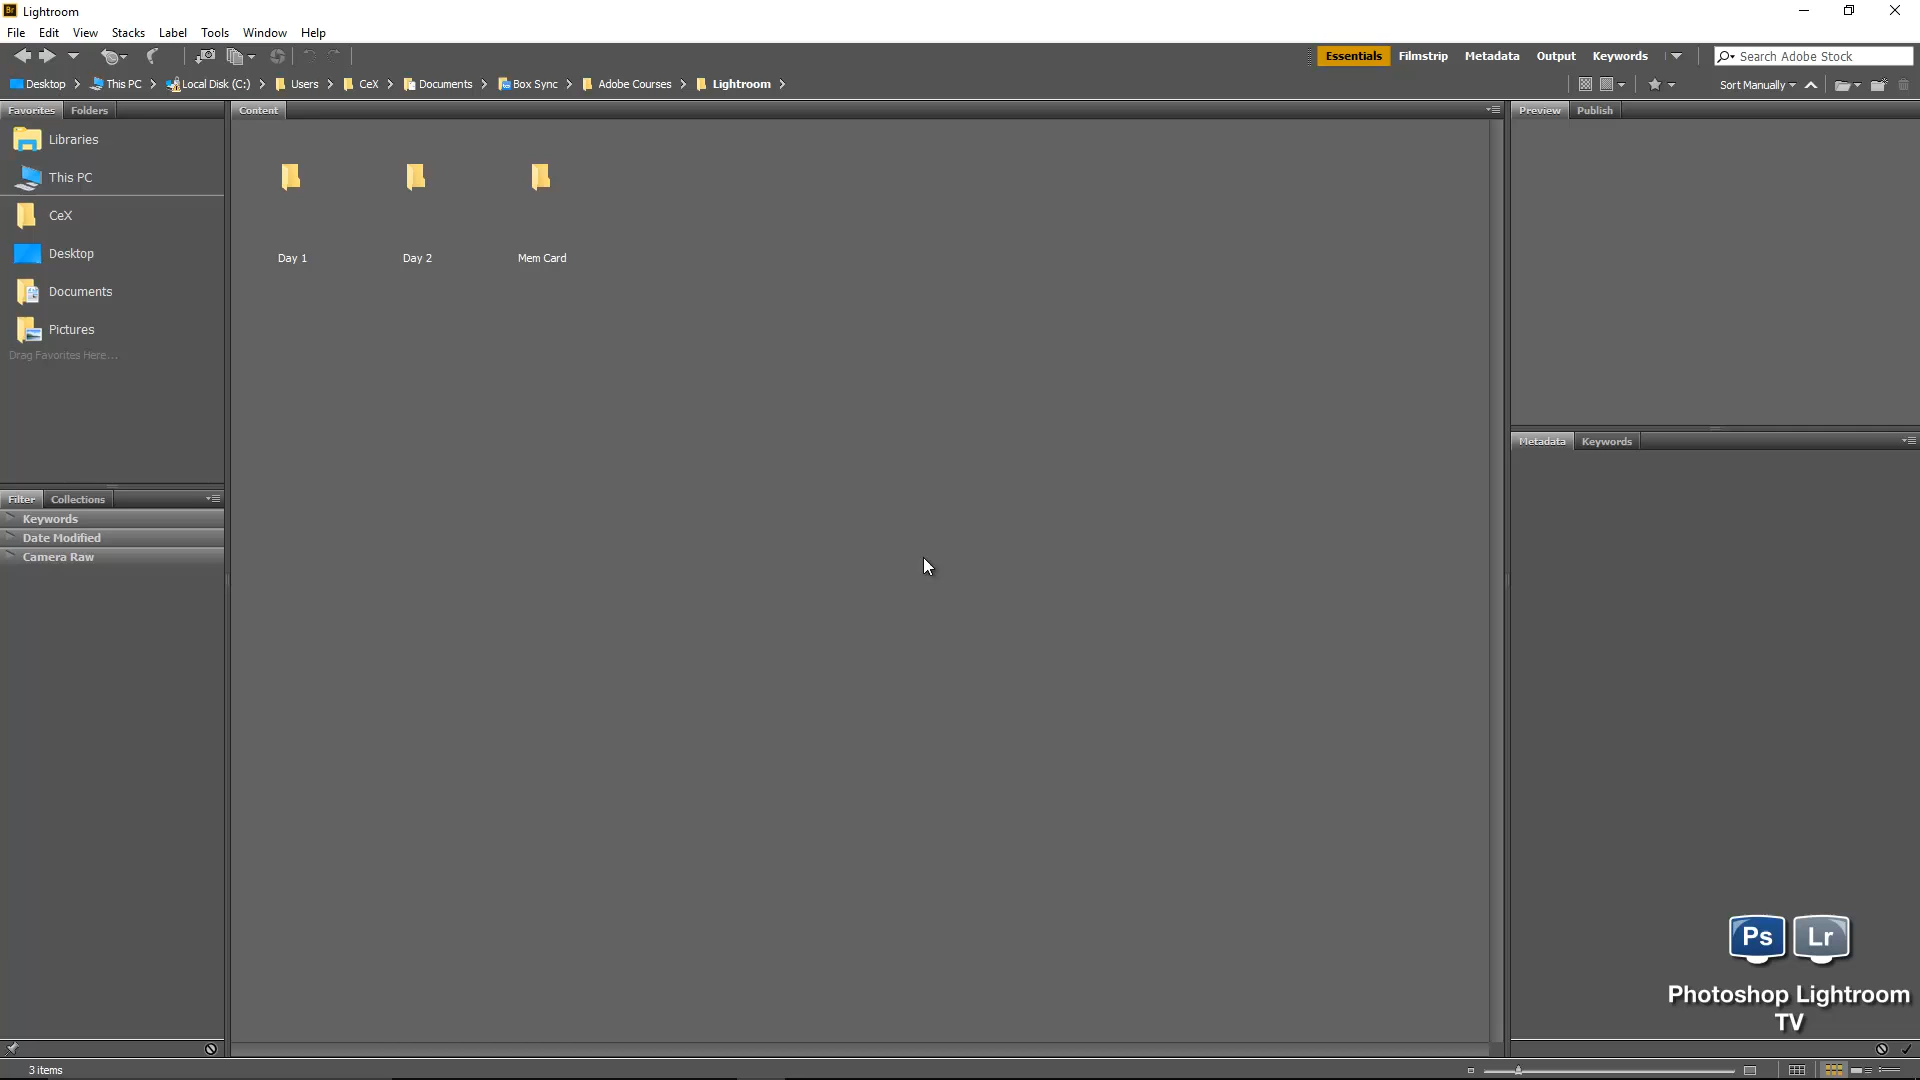 Br Lightroom
File Edit View Stacks Label Tools Window Help
Essentials Filmstrip Metadata Output Keywords Search Adobe Stock
Desktop This PC Local Disk (C:) Users CeX Documents Box Sync Adobe Courses Lightroom Sort Manually
Favorites Folders
Libraries
This PC
CeX
Desktop
Documents
Pictures
Drag Favorites Here...
Filter Collections
Keywords
Date Modified
Camera Raw
Content
Day 1 Day 2 Mem Card
Preview Publish
Metadata Keywords
Ps Lr
Photoshop Lightroom
TV
3 items